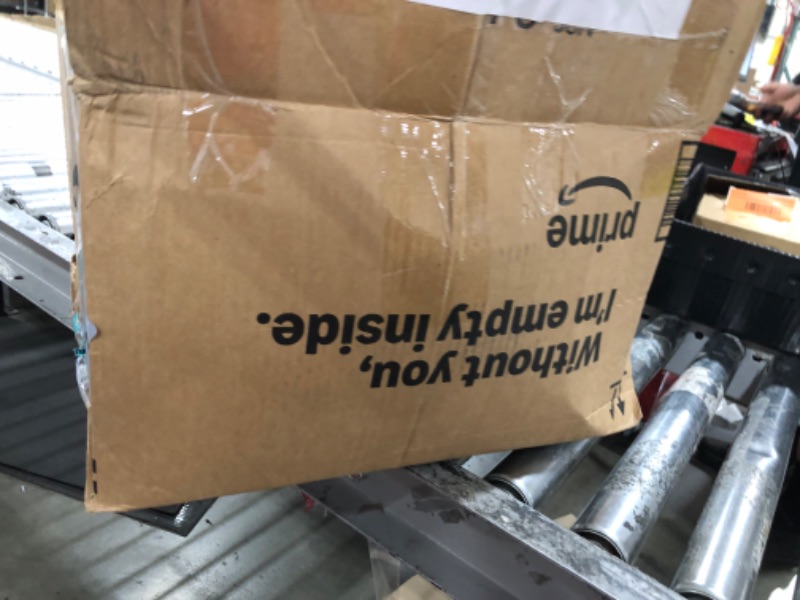 Without you,
I'm empty inside.
prime